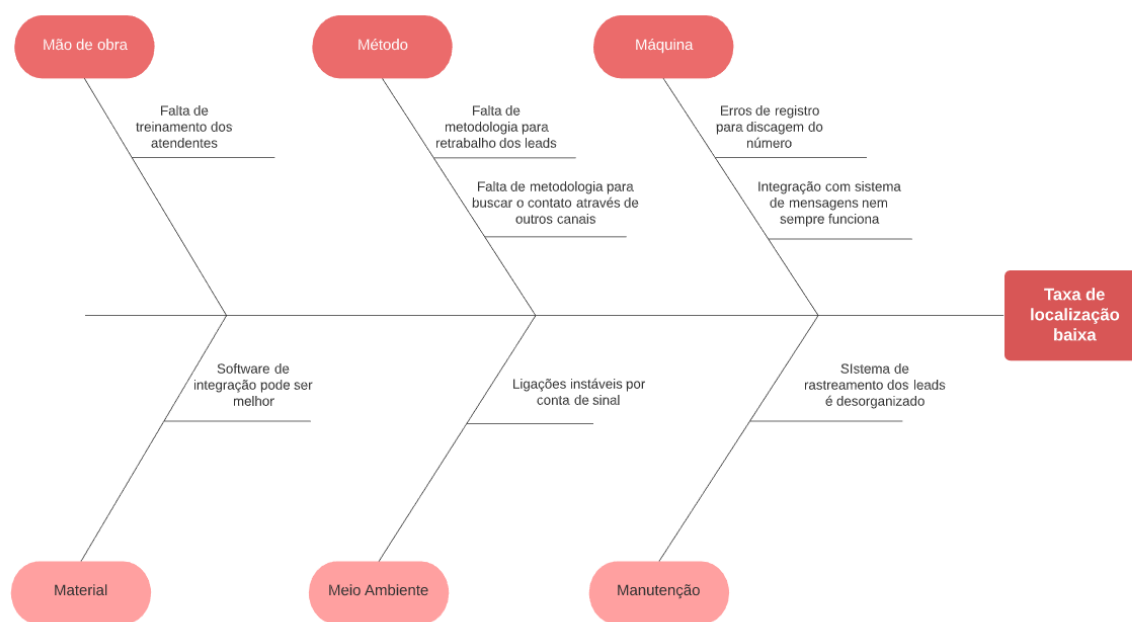 Mão de obra
Método
Máquina
Falta de
treinamento dos
atendentes
Falta de
metodologia para
retrabalho dos leads
Erros de registro
para discagem do
número
Falta de metodologia para
buscar o contato através de
outros canais
Integração com sistema
de mensagens nem
sempre funciona
Taxa de
localização
baixa
Software de
integração pode ser
melhor
Ligações instáveis por
conta de sinal
SIstema de
rastreamento dos leads
é desorganizado
Material
Meio Ambiente
Manutenção